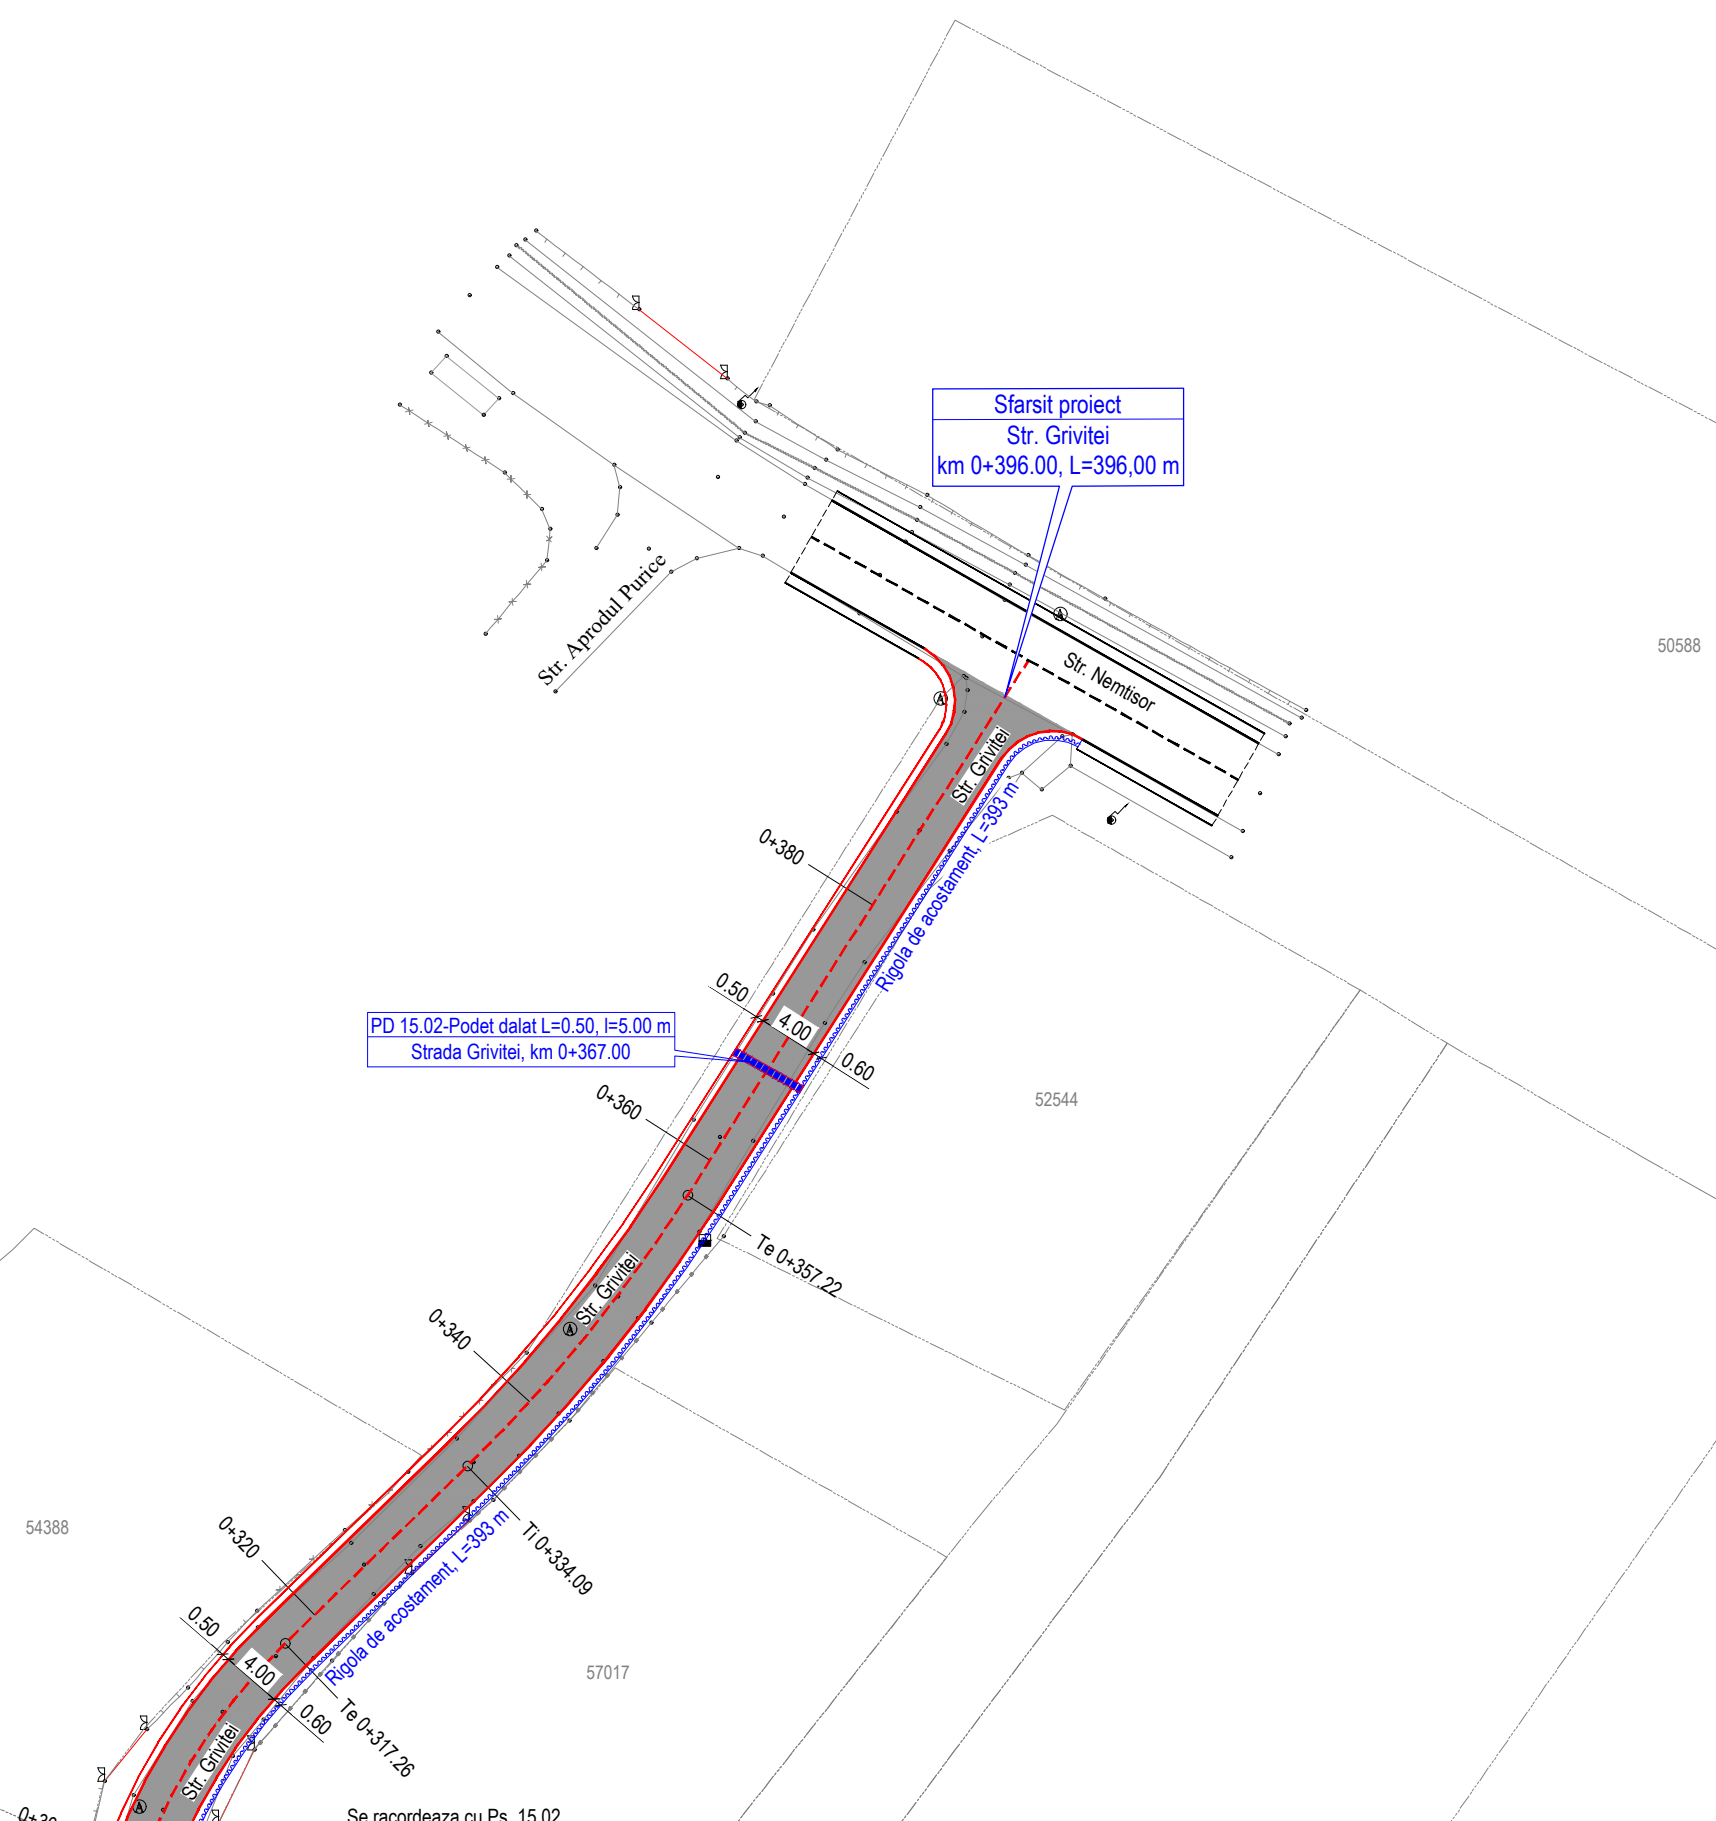 Sfarsit proiect
Str. Grivitei
km 0+396.00, L=396,00 m
Str. Aprodul Purice
Str. Nemtisor
50588
Str. Grivitei
Rigola de acostament, L=393 m
0+380
0.50
4.00
0.60
PD 15.02-Podet dalat L=0.50, l=5.00 m
Strada Grivitei, km 0+367.00
0+360
52544
Te 0+357.22
Str. Grivitei
0+340
54388
0+320
Ti 0+334.09
Rigola de acostament, L=393 m
0.50
4.00
0.60
57017
Te 0+317.26
Str. Grivitei
Se racordeaza cu Ps. 15.02